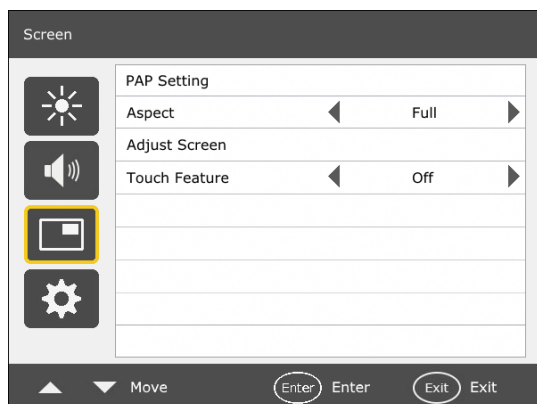 Screen
PAP Setting
Aspect Full
Adjust Screen
Touch Feature Off
Move Enter Enter Exit Exit